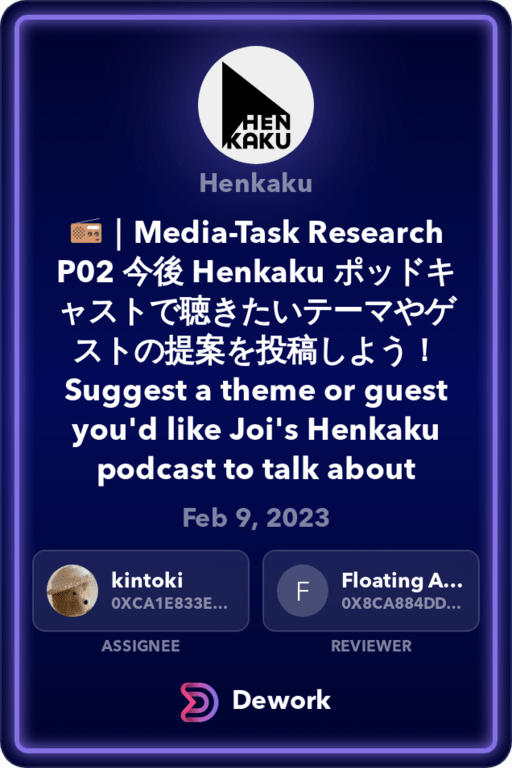 HEN
KAKU
Henkaku
📻｜Media-Task Research
P02 今後 Henkaku ポッドキ
ャストで聴きたいテーマやゲ
ストの提案を投稿しよう！
Suggest a theme or guest
you'd like Joi's Henkaku
podcast to talk about
Feb 9, 2023
kintoki
0XCA1E833E...
ASSIGNEE
F
Floating A...
0X8CA884DD...
REVIEWER
Dework